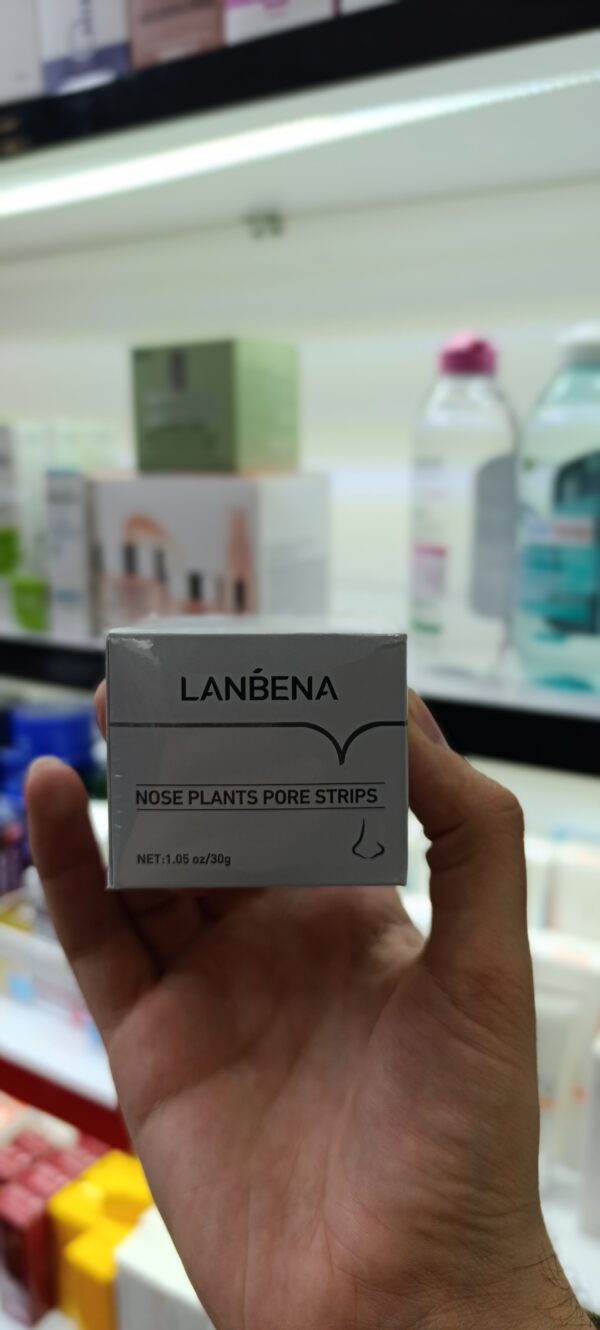 LANBENA
NOSE PLANTS PORE STRIPS
NET:1.05 oz/30g